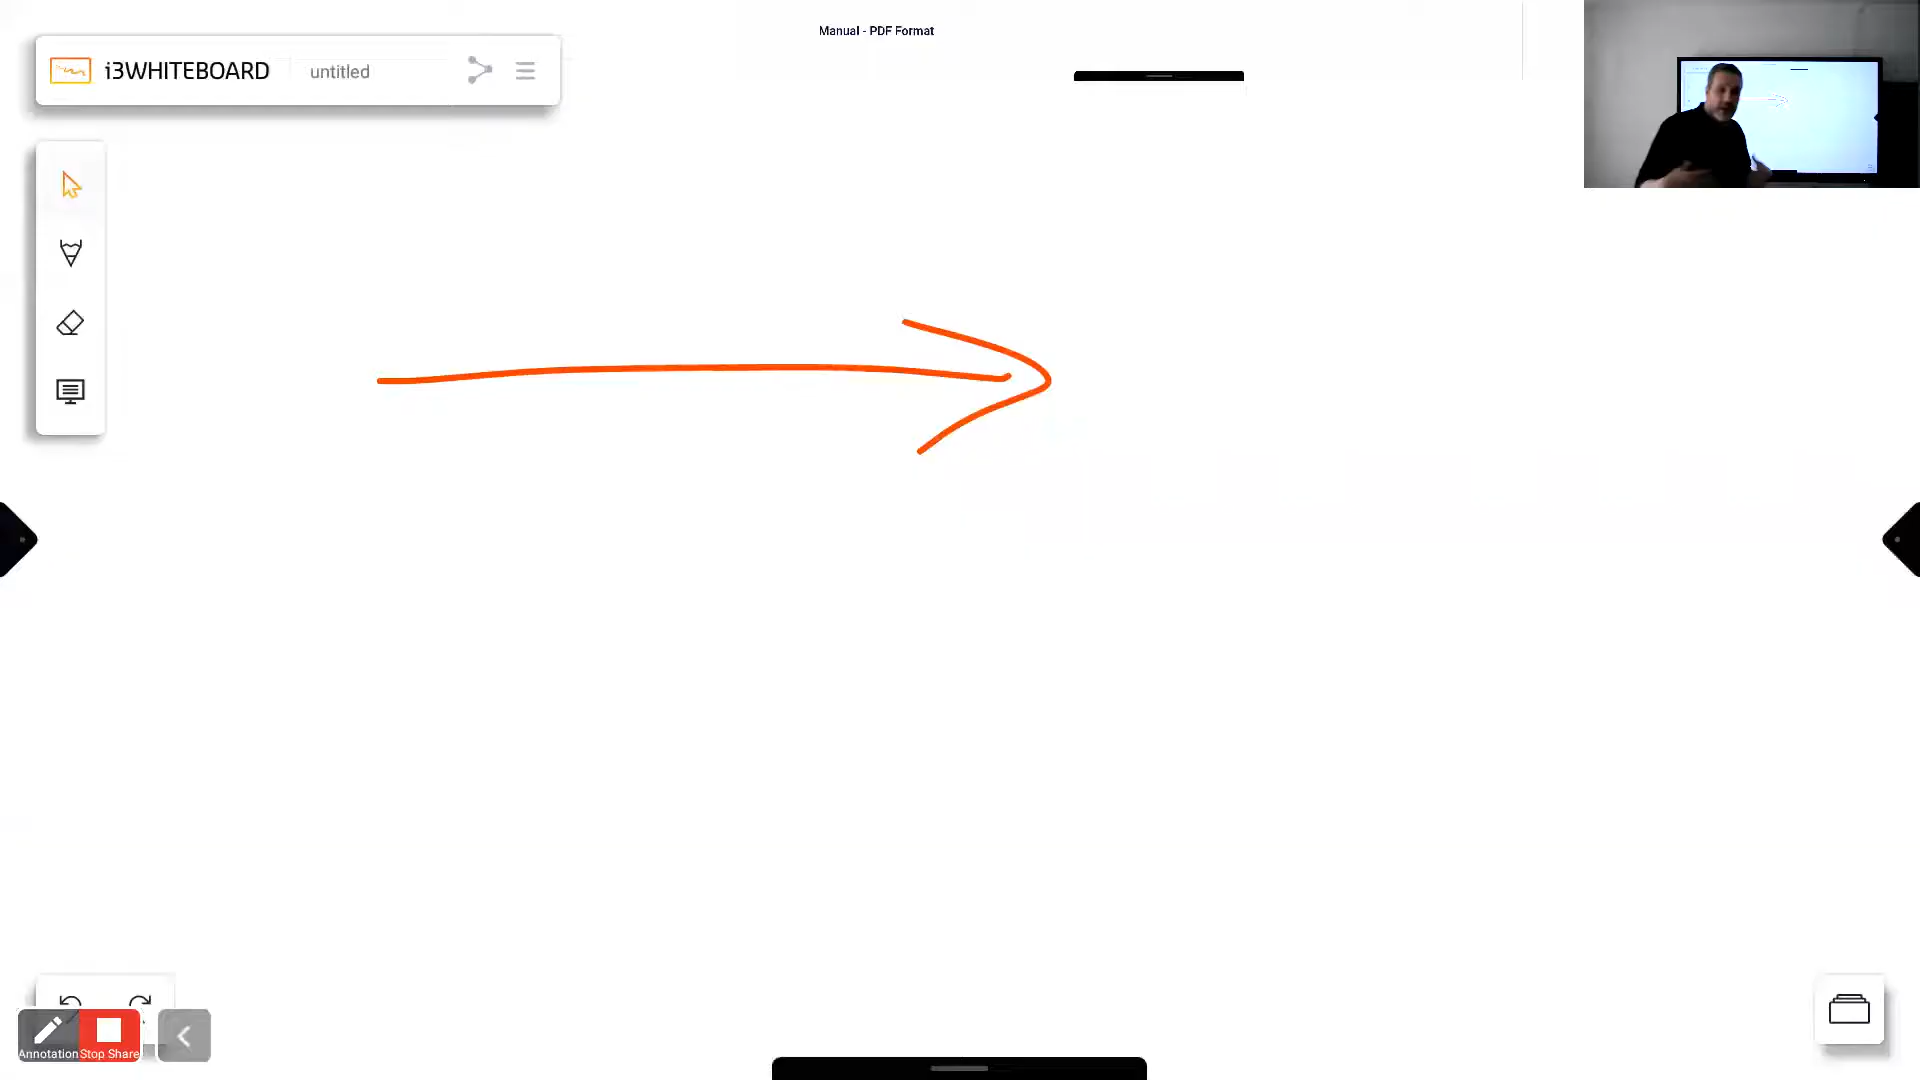 Manual - PDF Format
i3WHITEBOARD untitled
Annotation Stop Share